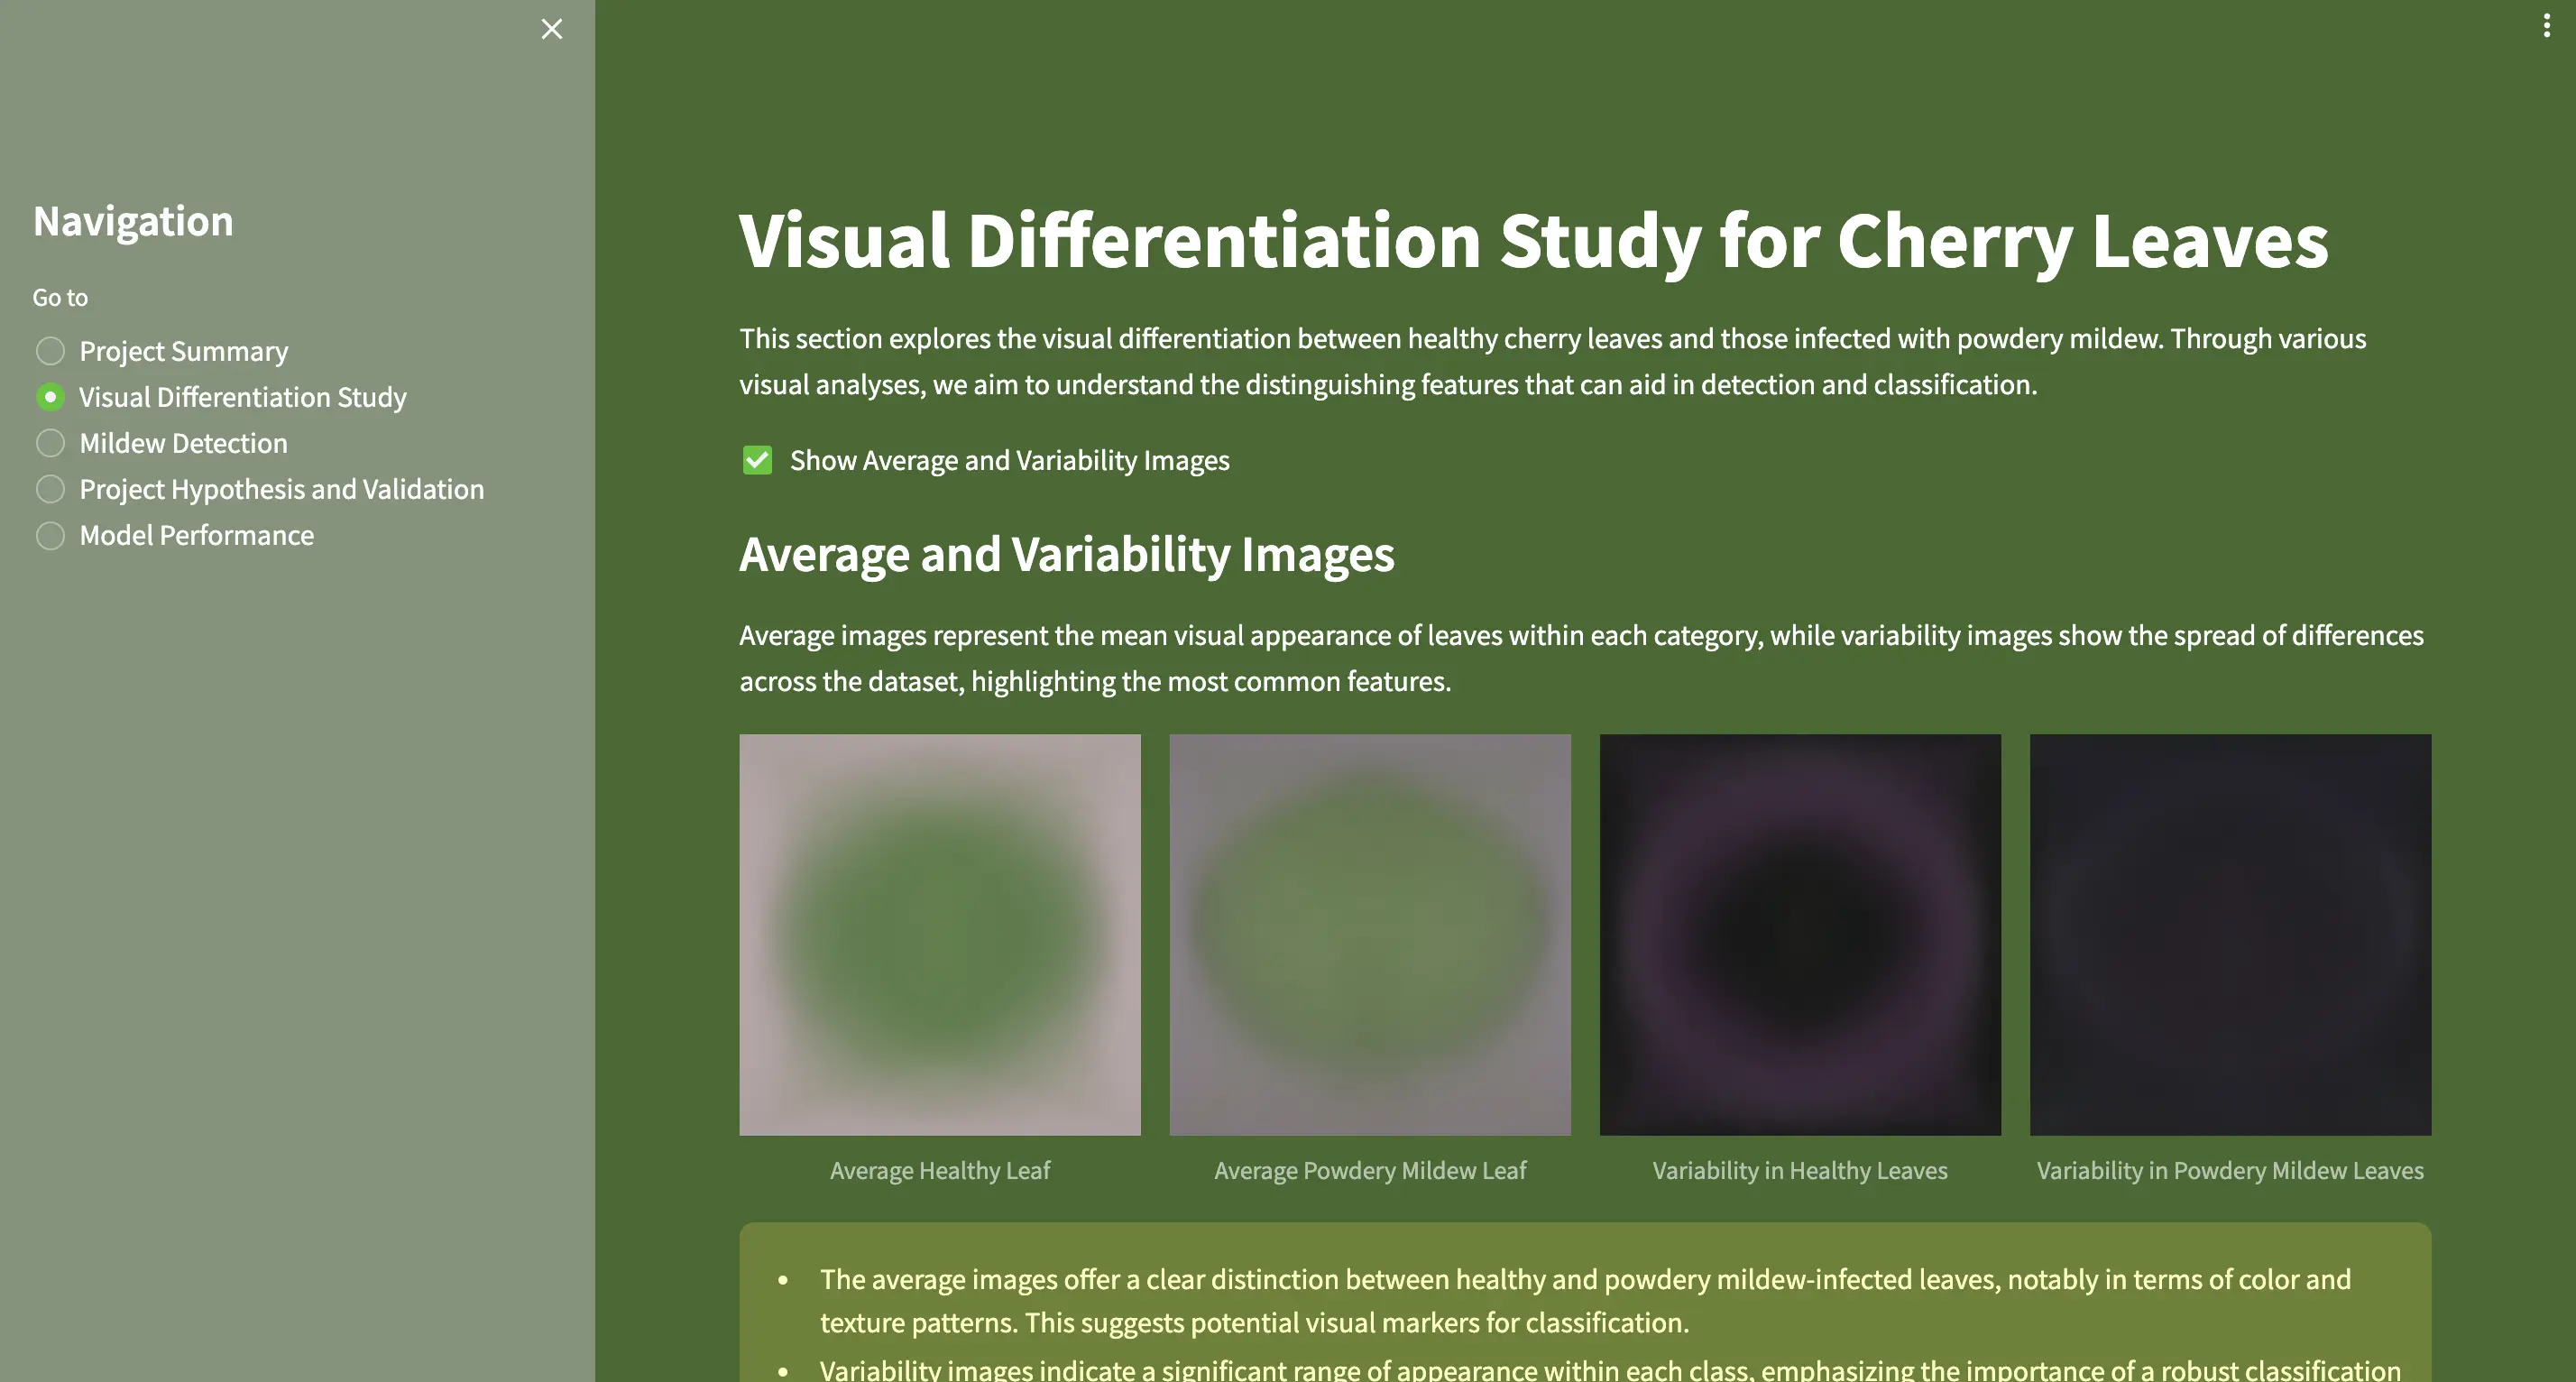 Navigation
Go to
Project Summary
Visual Differentiation Study
Mildew Detection
Project Hypothesis and Validation
Model Performance
Visual Differentiation Study for Cherry Leaves
This section explores the visual differentiation between healthy cherry leaves and those infected with powdery mildew. Through various
visual analyses, we aim to understand the distinguishing features that can aid in detection and classification.
Show Average and Variability Images
Average and Variability Images
Average images represent the mean visual appearance of leaves within each category, while variability images show the spread of differences
across the dataset, highlighting the most common features.
Average Healthy Leaf
Average Powdery Mildew Leaf
Variability in Healthy Leaves
Variability in Powdery Mildew Leaves
• The average images offer a clear distinction between healthy and powdery mildew-infected leaves, notably in terms of color and
texture patterns. This suggests potential visual markers for classification.
• Variability images indicate a significant range of appearance within each class, emphasizing the importance of a robust classification